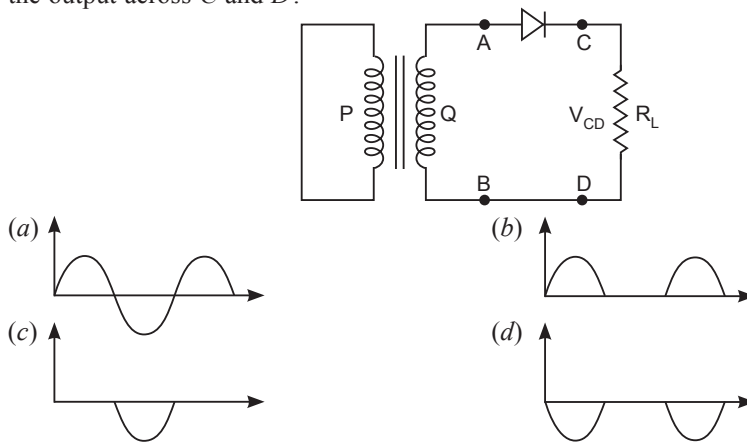 the output across C and D?
A C
P Q V_CD R_L
B D
(a) (b)
(c) (d)